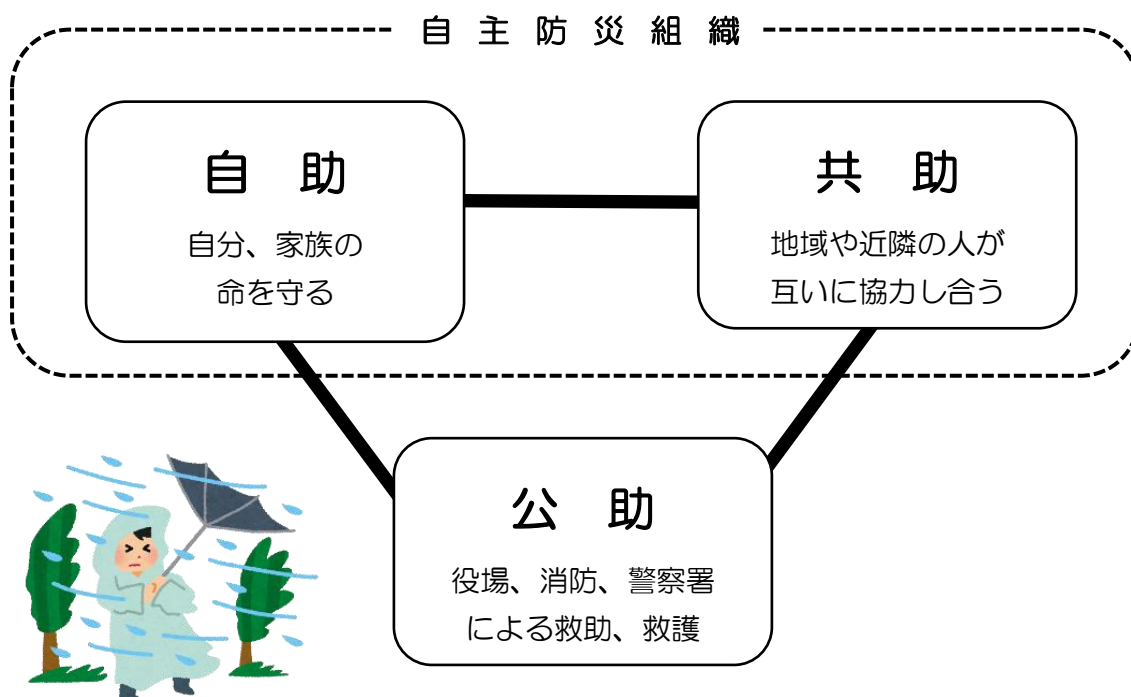 自主防災組織
自助
自分、家族の
命を守る
共助
地域や近隣の人が
互いに協力し合う
公助
役場、消防、警察署
による救助、救護